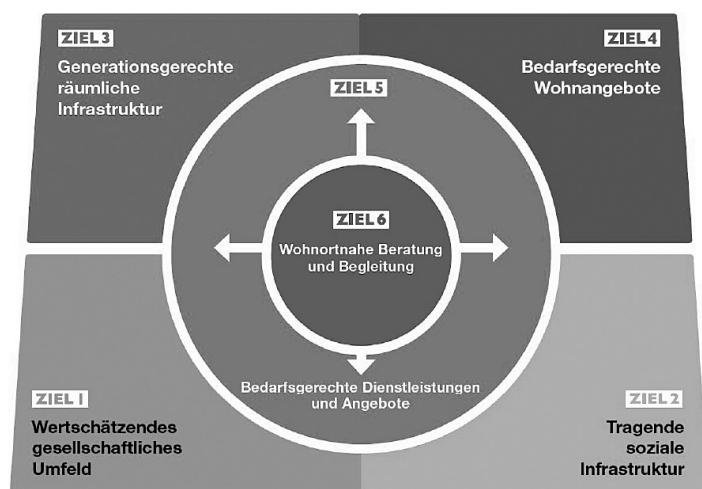 ZIEL 3
Generationsgerechte
räumliche
Infrastruktur
ZIEL 4
Bedarfsgerechte
Wohnangebote
ZIEL 5
ZIEL 6
Wohnortnahe Beratung
und Begleitung
Bedarfsgerechte Dienstleistungen
und Angebote
ZIEL 1
Wertschätzendes
gesellschaftliches
Umfeld
ZIEL 2
Tragende
soziale
Infrastruktur